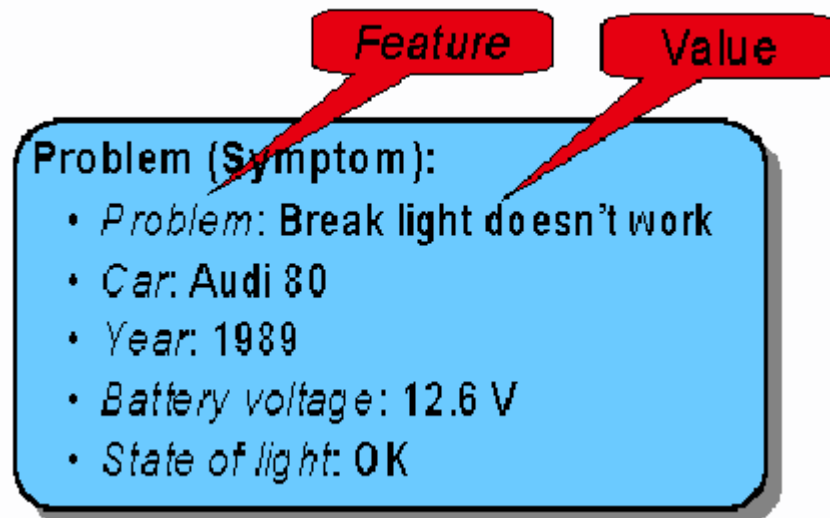 Feature
Value
Problem (Symptom):
• Problem: Break light doesn't work
• Car: Audi 80
• Year: 1989
• Battery voltage: 12.6 V
• State of light: OK